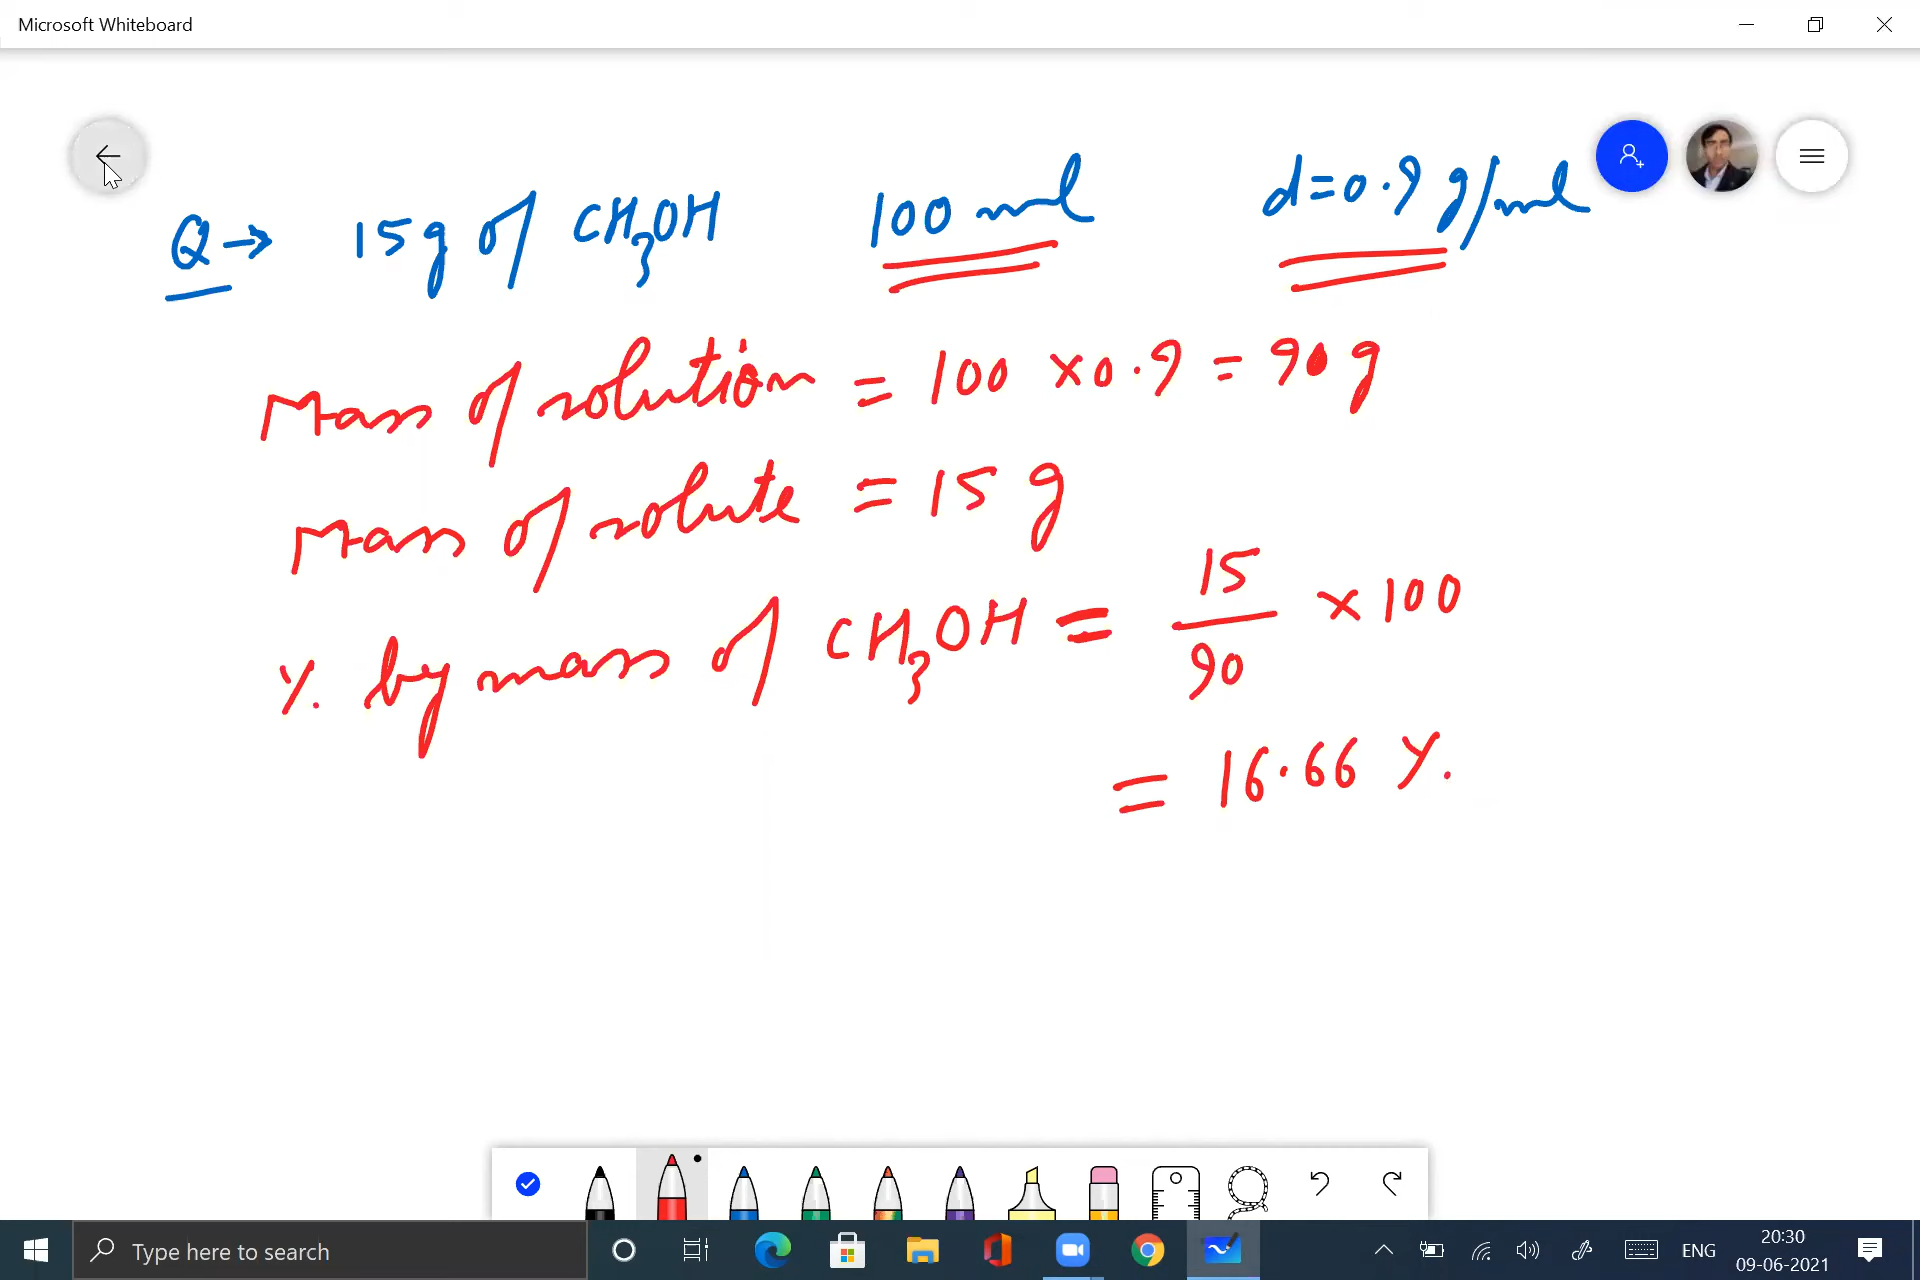 Microsoft Whiteboard
Q → 15g of CH3OH 100 ml d=0.9 g/ml
Mass of solution = 100 ×0.9 = 90 g
Mass of solute = 15 g
% by mass of CH3OH = 15/90 × 100
= 16.66 %
Type here to search
ENG
20:30
09-06-2021